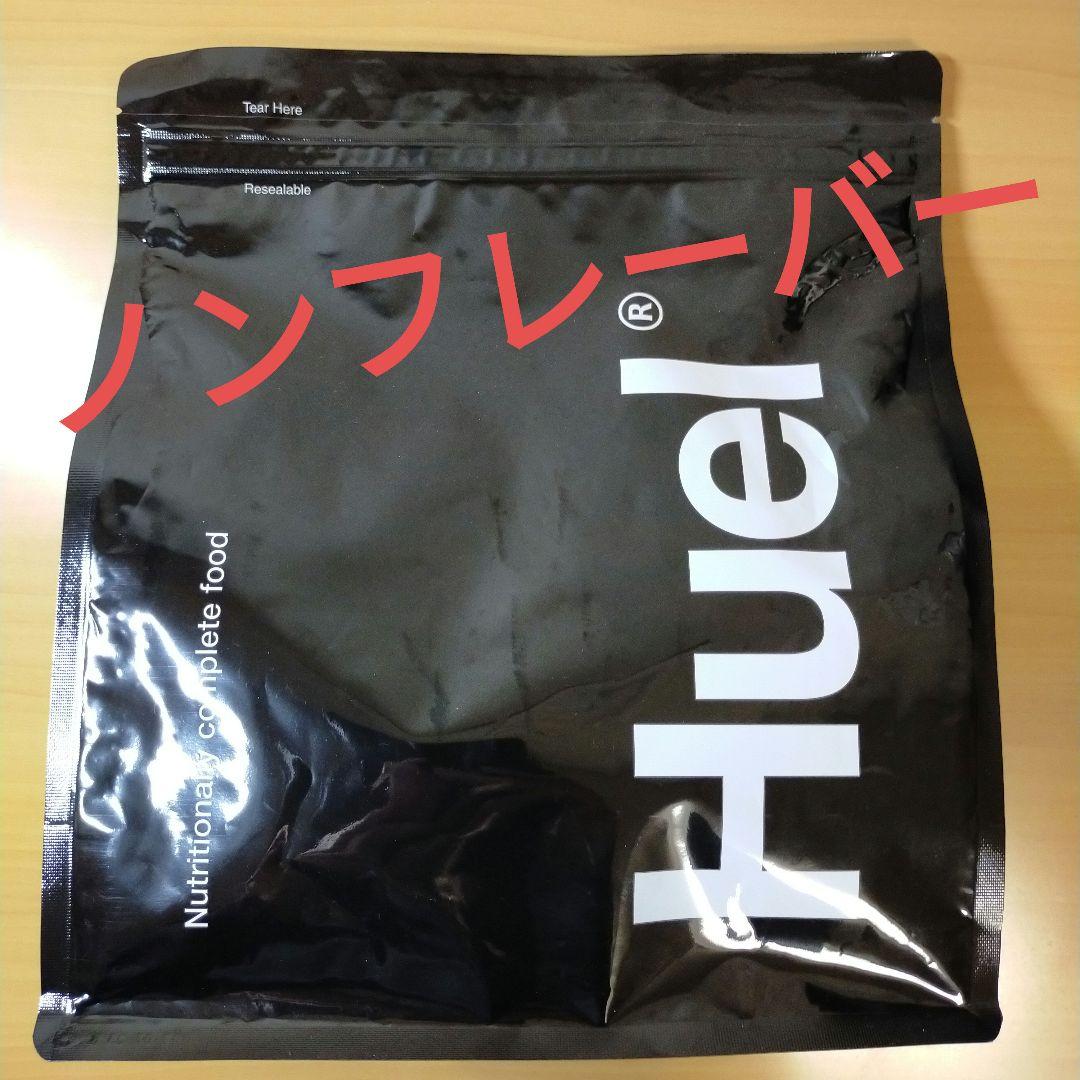 Tear Here
Resealable
ノンフレーバー
Huel®
Nutritionally complete food